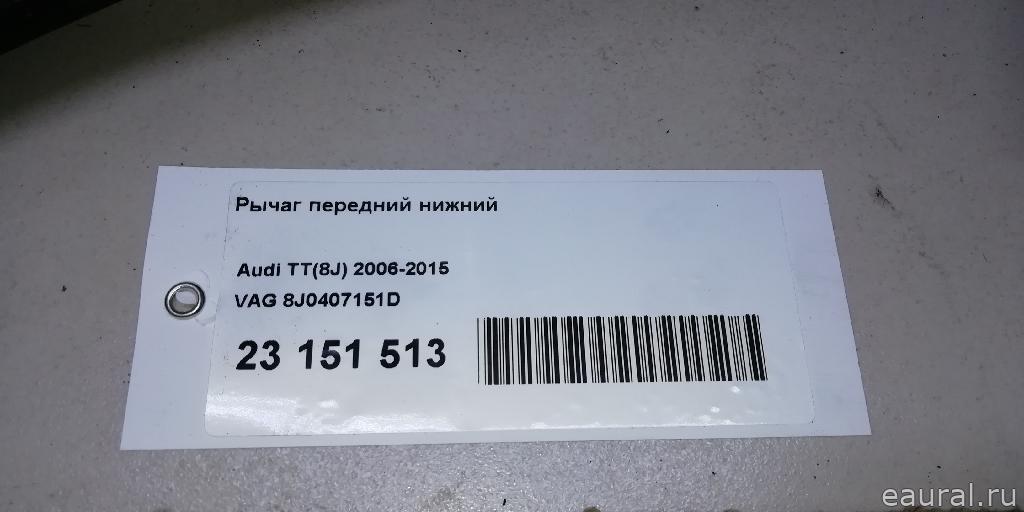 Рычаг передний нижний
Audi TT(8J) 2006-2015
VAG 8J0407151D
23 151 513
eaural.ru